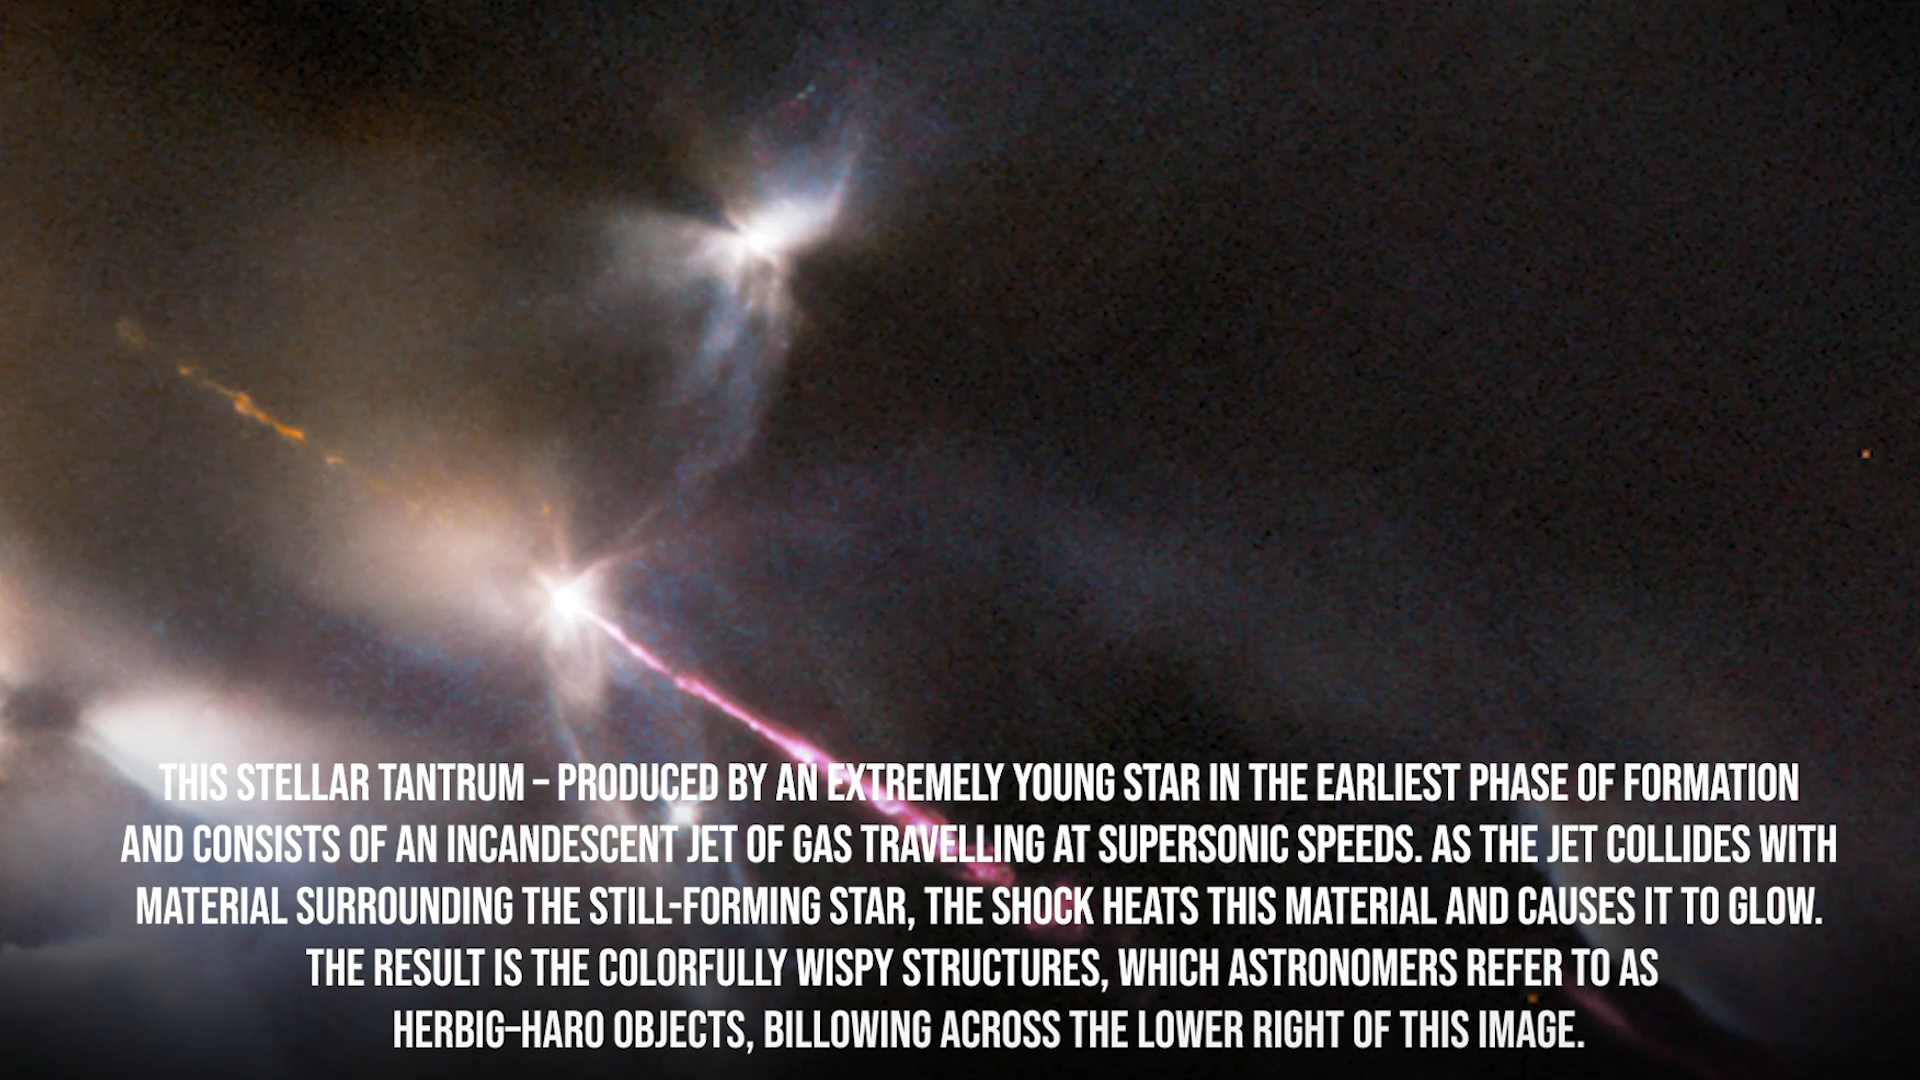 THIS STELLAR TANTRUM – PRODUCED BY AN EXTREMELY YOUNG STAR IN THE EARLIEST PHASE OF FORMATION
AND CONSISTS OF AN INCANDESCENT JET OF GAS TRAVELLING AT SUPERSONIC SPEEDS. AS THE JET COLLIDES WITH
MATERIAL SURROUNDING THE STILL-FORMING STAR, THE SHOCK HEATS THIS MATERIAL AND CAUSES IT TO GLOW.
THE RESULT IS THE COLORFULLY WISPY STRUCTURES, WHICH ASTRONOMERS REFER TO AS
HERBIG–HARO OBJECTS, BILLOWING ACROSS THE LOWER RIGHT OF THIS IMAGE.